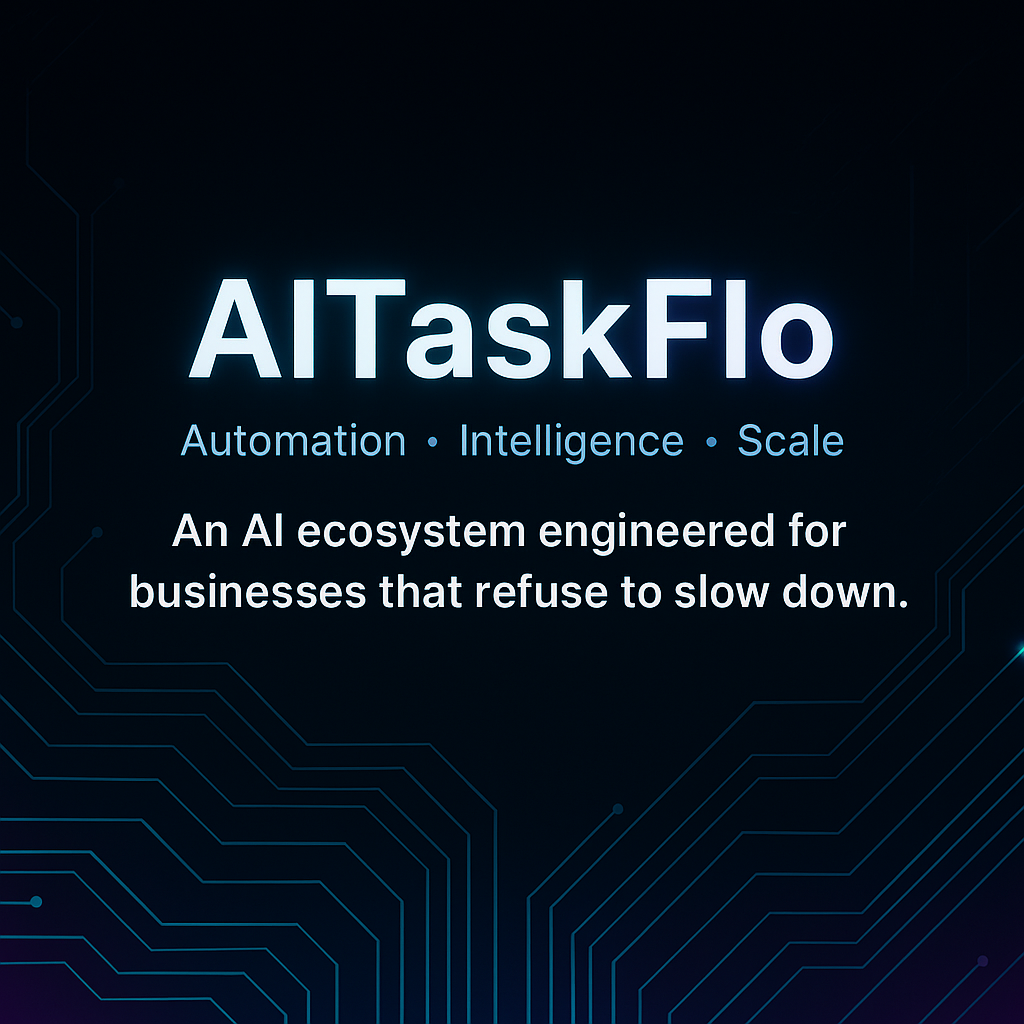 AITaskFlo
Automation • Intelligence • Scale
An AI ecosystem engineered for
businesses that refuse to slow down.